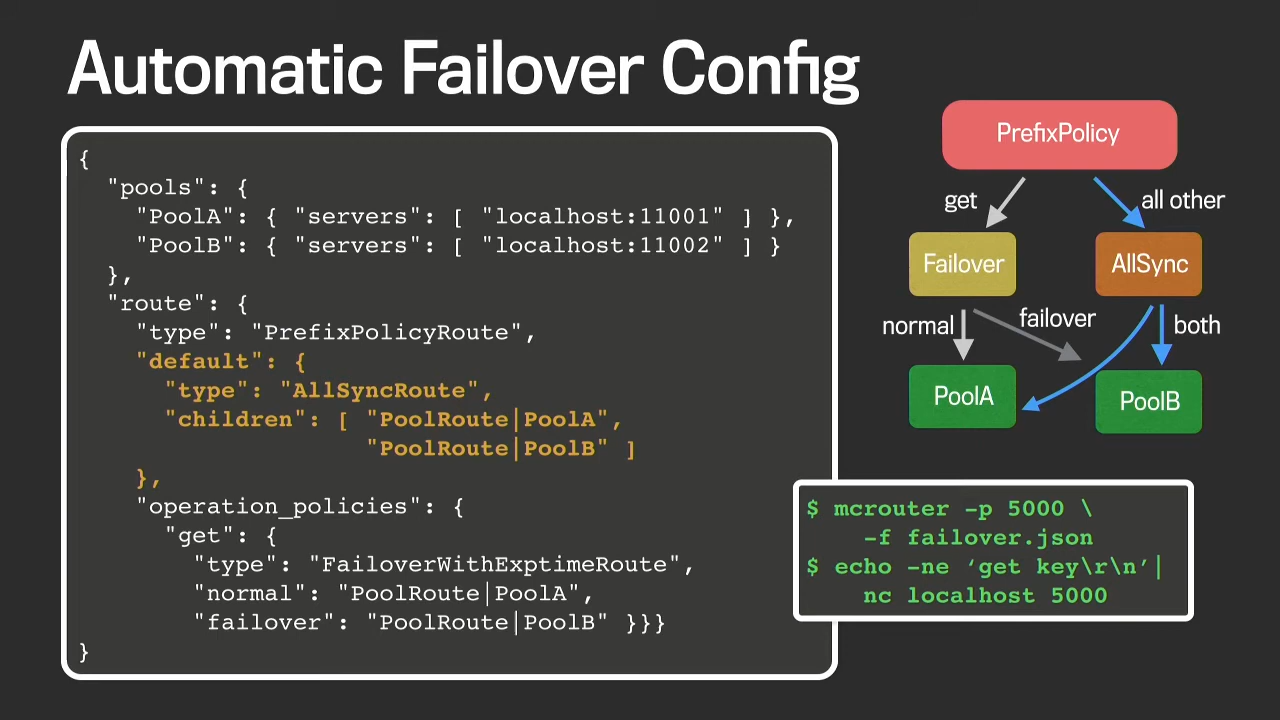 Automatic Failover Config
{
  "pools": {
    "PoolA": { "servers": [ "localhost:11001" ] },
    "PoolB": { "servers": [ "localhost:11002" ] }
  },
  "route": {
    "type": "PrefixPolicyRoute",
    "default": {
      "type": "AllSyncRoute",
      "children": [ "PoolRoute|PoolA",
                    "PoolRoute|PoolB" ]
    },
    "operation_policies": {
      "get": {
        "type": "FailoverWithExptimeRoute",
        "normal": "PoolRoute|PoolA",
        "failover": "PoolRoute|PoolB" }}}
}
PrefixPolicy
get
all other
Failover
AllSync
normal
failover
both
PoolA
PoolB
$ mcrouter -p 5000 \
    -f failover.json
$ echo -ne ‘get key\r\n’|
    nc localhost 5000